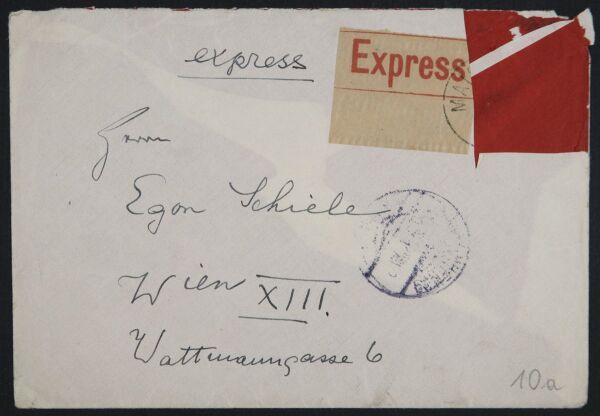 express
Express
Herrn
Egon Schiele
Wien XIII.
Wattmanngasse 6
10a